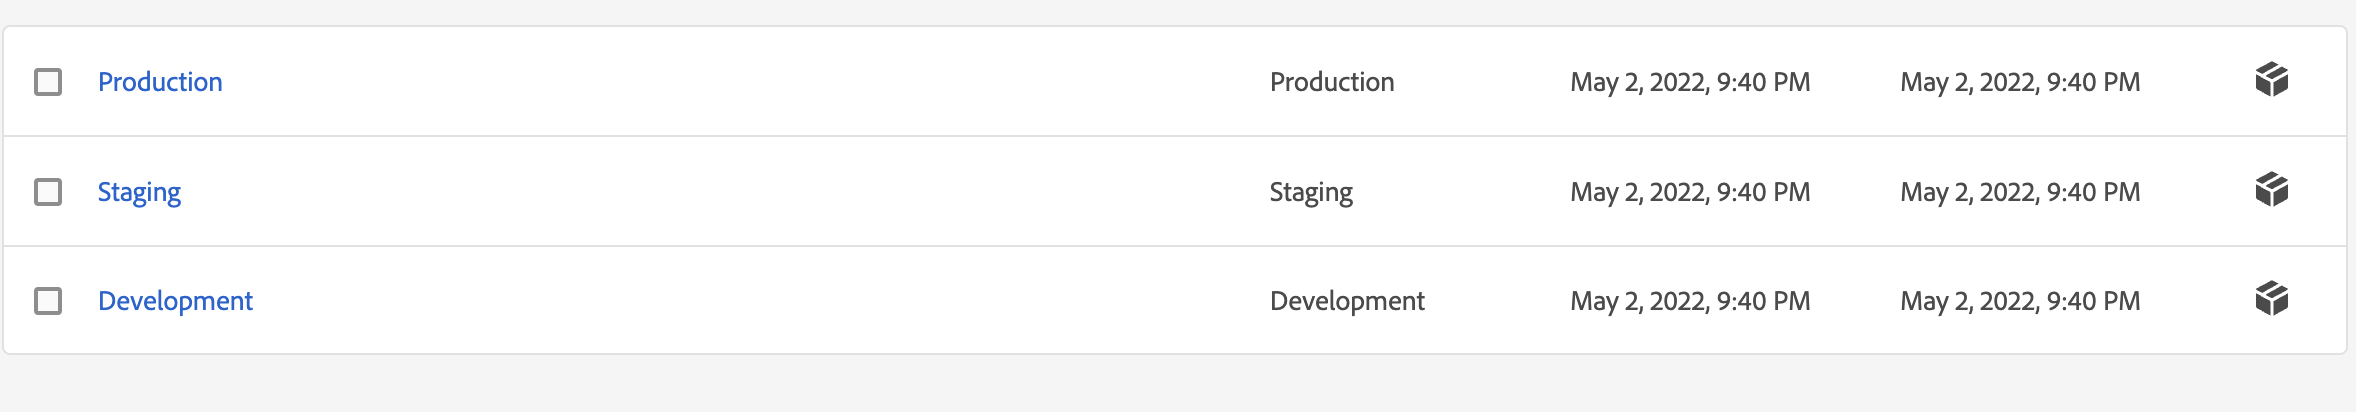 Production Production May 2, 2022, 9:40 PM May 2, 2022, 9:40 PM
Staging Staging May 2, 2022, 9:40 PM May 2, 2022, 9:40 PM
Development Development May 2, 2022, 9:40 PM May 2, 2022, 9:40 PM